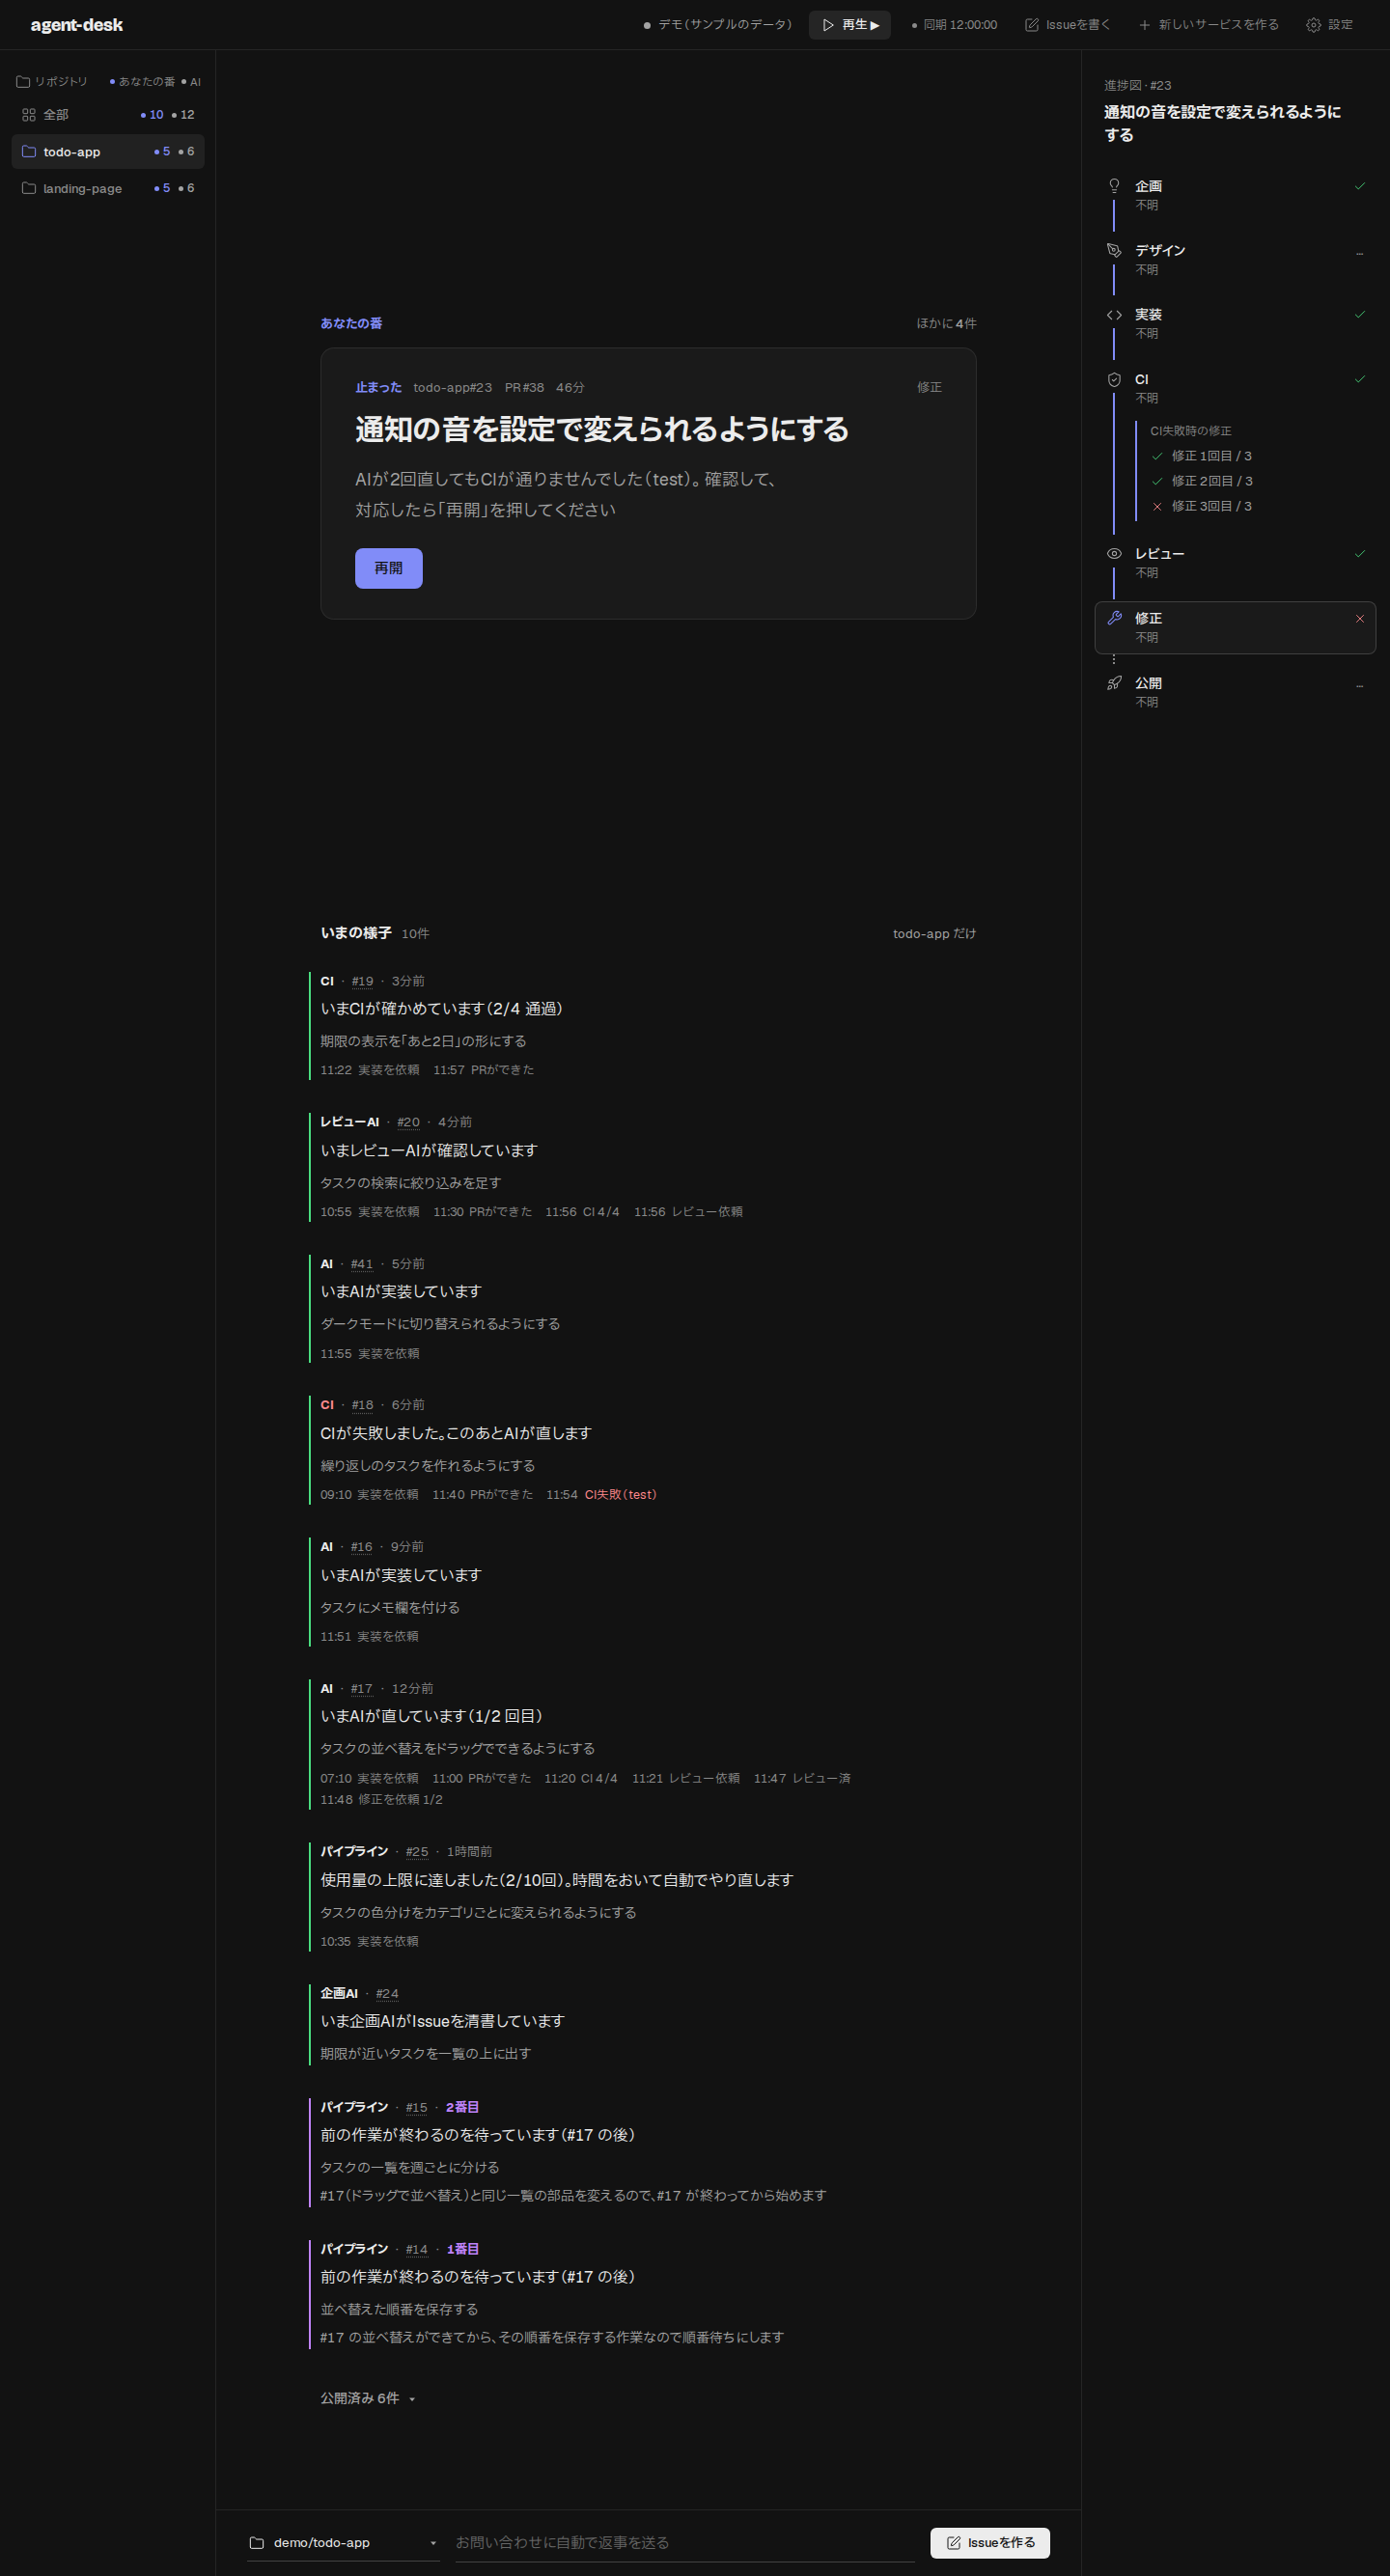 agent-desk
デモ（サンプルのデータ）
再生 ▶
同期 12:00:00
Issueを書く
新しいサービスを作る
設定
リポジトリ
あなたの番
AI
全部
10
12
todo-app
5
6
landing-page
5
6
あなたの番
ほかに 4件
止まった todo-app#23 PR #38 46分
修正
通知の音を設定で変えられるようにする
AIが2回直してもCIが通りませんでした（test）。確認して、
対応したら「再開」を押してください
再開
いまの様子 10件
todo-app だけ
CI · #19 · 3分前
いまCIが確かめています（2/4 通過）
期限の表示を「あと2日」の形にする
11:22 実装を依頼 11:57 PRができた
レビューAI · #20 · 4分前
いまレビューAIが確認しています
タスクの検索に絞り込みを足す
10:55 実装を依頼 11:30 PRができた 11:56 CI 4/4 11:56 レビュー依頼
AI · #41 · 5分前
いまAIが実装しています
ダークモードに切り替えられるようにする
11:55 実装を依頼
CI · #18 · 6分前
CIが失敗しました。このあとAIが直します
繰り返しのタスクを作れるようにする
09:10 実装を依頼 11:40 PRができた 11:54 CI失敗（test）
AI · #16 · 9分前
いまAIが実装しています
タスクにメモ欄を付ける
11:51 実装を依頼
AI · #17 · 12分前
いまAIが直しています（1/2 回目）
タスクの並べ替えをドラッグでできるようにする
07:10 実装を依頼 11:00 PRができた 11:20 CI 4/4 11:21 レビュー依頼 11:47 レビュー済
11:48 修正を依頼 1/2
パイプライン · #25 · 1時間前
使用量の上限に達しました（2/10回）。時間をおいて自動でやり直します
タスクの色分けをカテゴリごとに変えられるようにする
10:35 実装を依頼
企画AI · #24
いま企画AIがIssueを清書しています
期限が近いタスクを一覧の上に出す
パイプライン · #15 · 2番目
前の作業が終わるのを待っています（#17 の後）
タスクの一覧を週ごとに分ける
#17（ドラッグで並べ替え）と同じ一覧の部品を変えるので、#17 が終わってから始めます
パイプライン · #14 · 1番目
前の作業が終わるのを待っています（#17 の後）
並べ替えた順番を保存する
#17 の並べ替えができてから、その順番を保存する作業なので順番待ちにします
公開済み 6件
demo/todo-app
お問い合わせに自動で返事を送る
Issueを作る
進捗図 · #23
通知の音を設定で変えられるように
する
企画
不明
デザイン
不明
実装
不明
CI
不明
CI失敗時の修正
修正 1回目 / 3
修正 2回目 / 3
修正 3回目 / 3
レビュー
不明
修正
不明
公開
不明